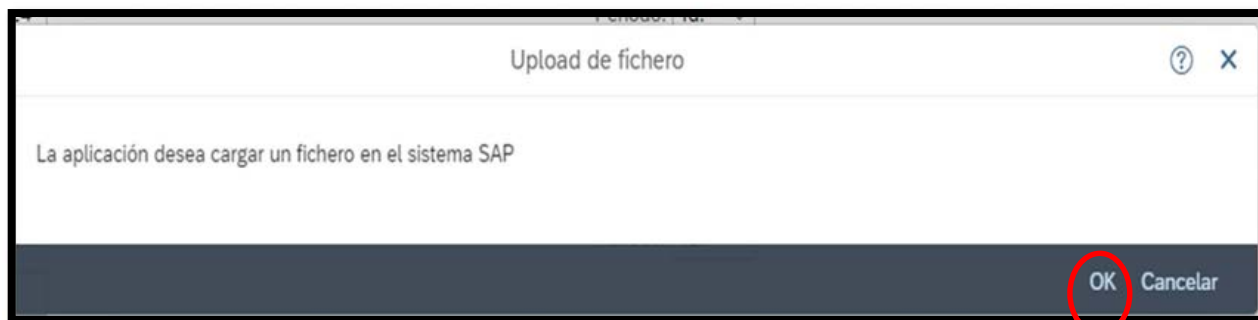 Upload de fichero
La aplicación desea cargar un fichero en el sistema SAP
OK Cancelar